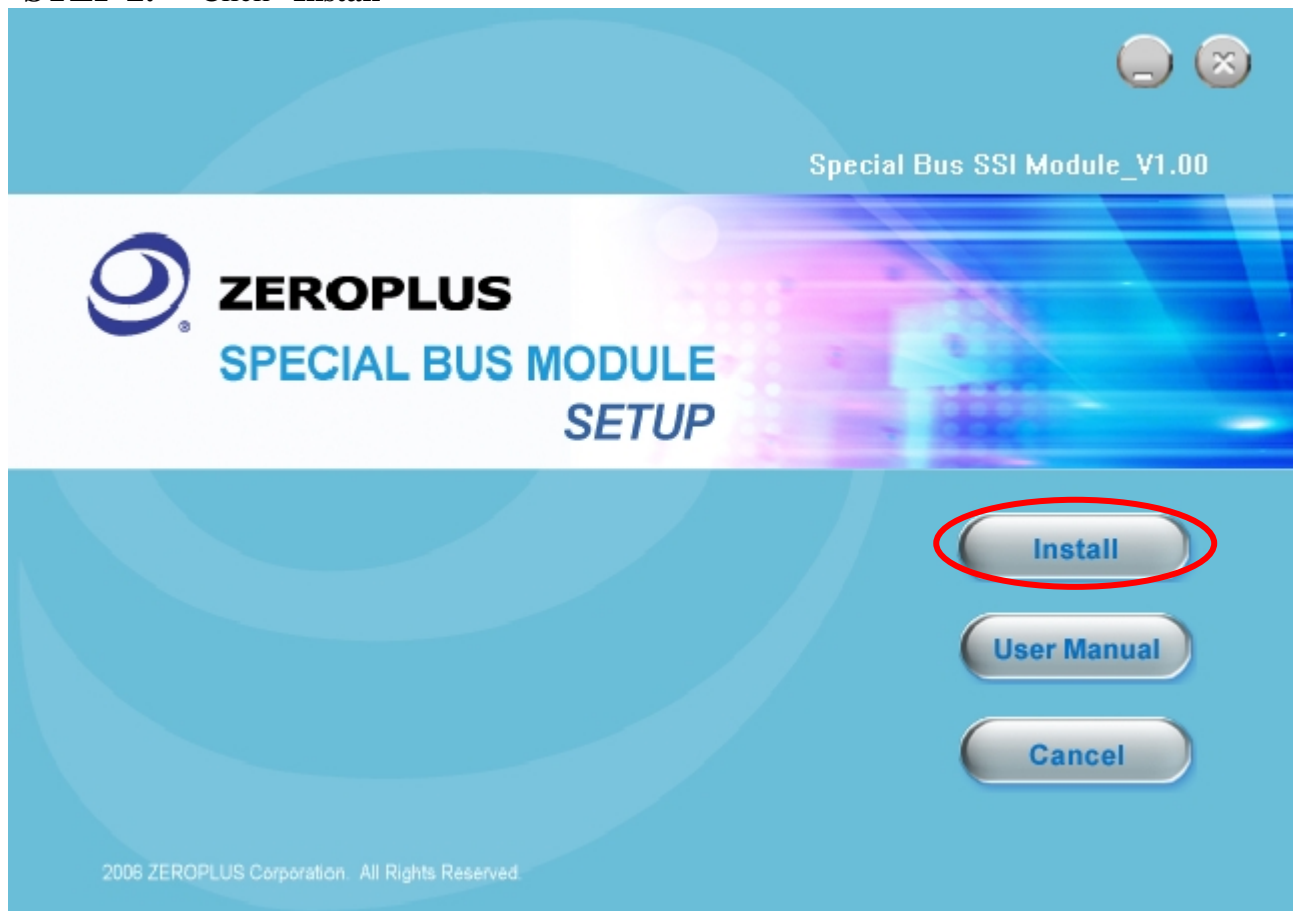 Special Bus SSI Module_V1.00
ZEROPLUS
®
SPECIAL BUS MODULE
SETUP
Install
User Manual
Cancel
2006 ZEROPLUS Corporation. All Rights Reserved.